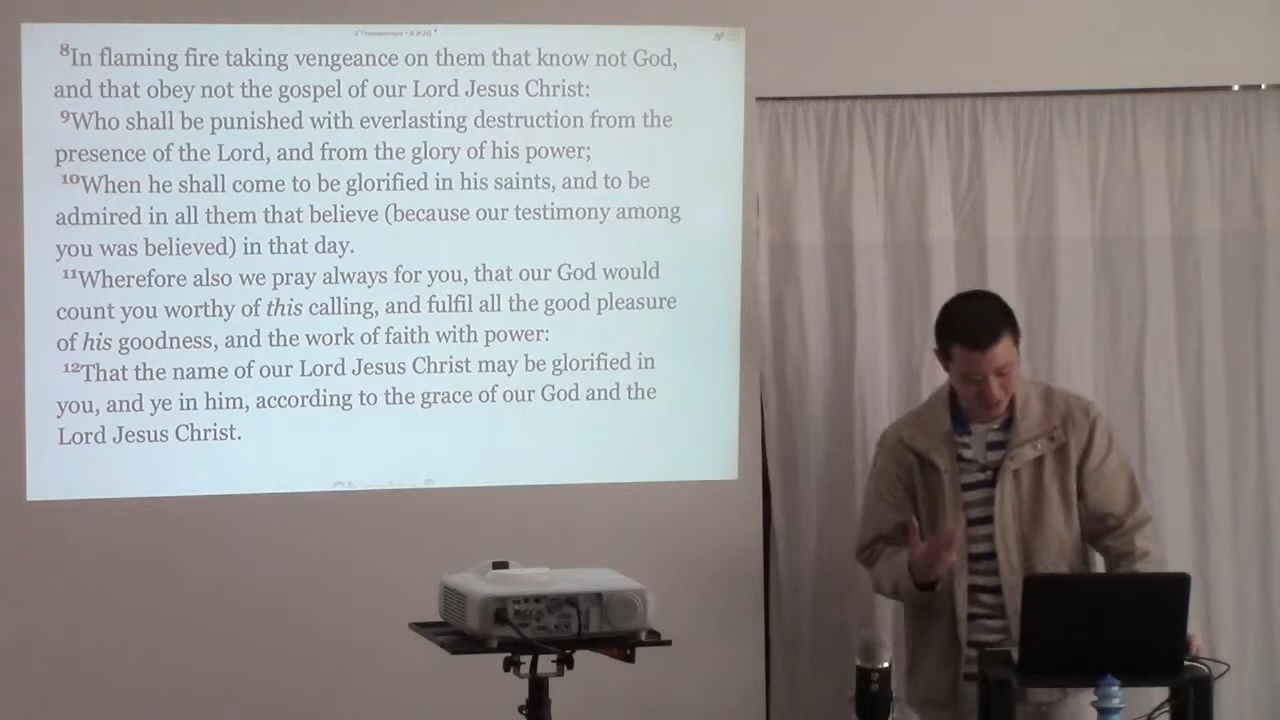 2 Thessalonians 1:8 (KJV)
⁸In flaming fire taking vengeance on them that know not God,
and that obey not the gospel of our Lord Jesus Christ:
⁹Who shall be punished with everlasting destruction from the
presence of the Lord, and from the glory of his power;
¹⁰When he shall come to be glorified in his saints, and to be
admired in all them that believe (because our testimony among
you was believed) in that day.
¹¹Wherefore also we pray always for you, that our God would
count you worthy of this calling, and fulfil all the good pleasure
of his goodness, and the work of faith with power:
¹²That the name of our Lord Jesus Christ may be glorified in
you, and ye in him, according to the grace of our God and the
Lord Jesus Christ.